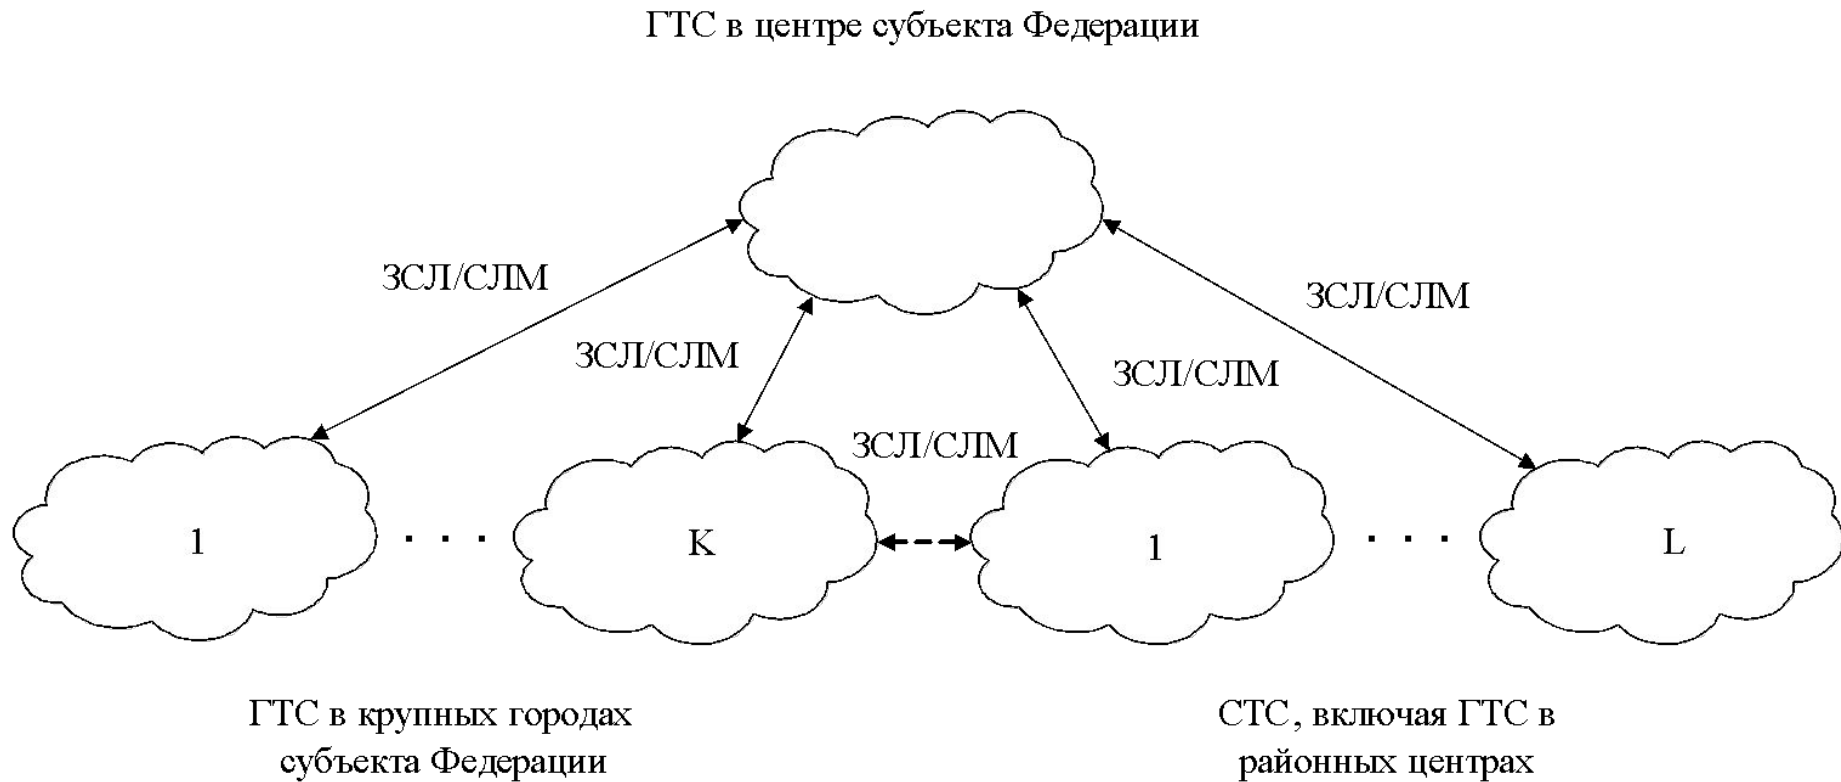 ГТС в центре субъекта Федерации
ЗСЛ/СЛМ
ЗСЛ/СЛМ
ЗСЛ/СЛМ
ЗСЛ/СЛМ
ЗСЛ/СЛМ
1
. . .
K
1
. . .
L
ГТС в крупных городах
субъекта Федерации
СТС, включая ГТС в
районных центрах